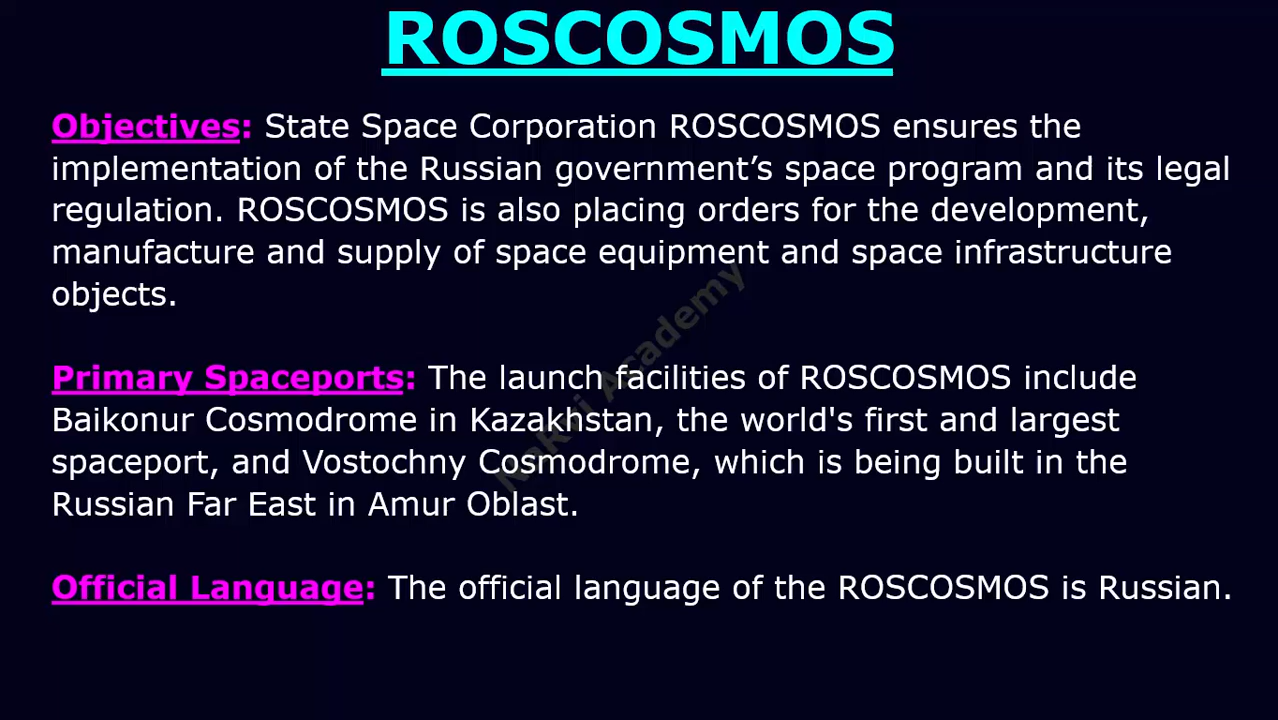 ROSCOSMOS
Objectives: State Space Corporation ROSCOSMOS ensures the
implementation of the Russian government’s space program and its legal
regulation. ROSCOSMOS is also placing orders for the development,
manufacture and supply of space equipment and space infrastructure
objects.
Primary Spaceports: The launch facilities of ROSCOSMOS include
Baikonur Cosmodrome in Kazakhstan, the world's first and largest
spaceport, and Vostochny Cosmodrome, which is being built in the
Russian Far East in Amur Oblast.
Official Language: The official language of the ROSCOSMOS is Russian.
Academy